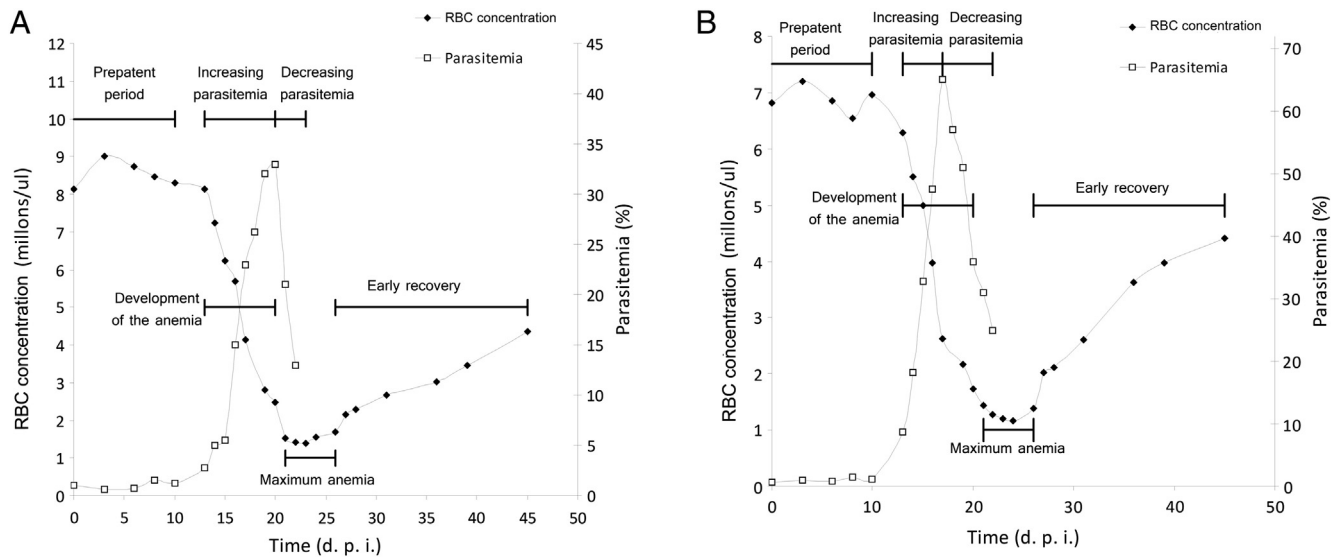 A
RBC concentration
Parasitemia
Prepatent
period
Increasing
parasitemia
Decreasing
parasitemia
Development
of the anemia
Early recovery
Maximum anemia
RBC concentration (millons/ul)
12
11
10
9
8
7
6
5
4
3
2
1
0
Parasitemia (%)
45
40
35
30
25
20
15
10
5
0
0 5 10 15 20 25 30 35 40 45 50
Time (d. p. i.)
B
RBC concentration
Parasitemia
Prepatent
period
Increasing
parasitemia
Decreasing
parasitemia
Development
of the anemia
Early recovery
Maximum anemia
RBC concentration (millons/ul)
8
7
6
5
4
3
2
1
0
Parasitemia (%)
70
60
50
40
30
20
10
0
0 10 20 30 40 50
Time (d. p. i.)